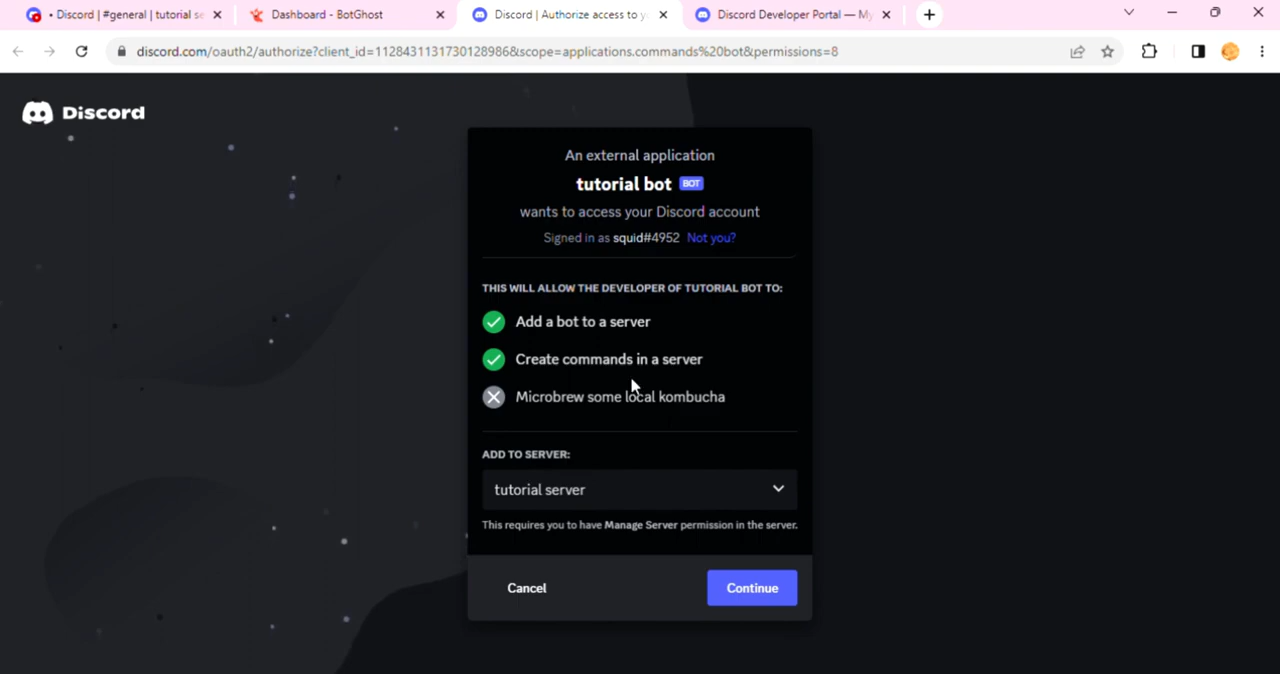 • Discord | #general | tutorial se
Dashboard - BotGhost
Discord | Authorize access to y
Discord Developer Portal — My
discord.com/oauth2/authorize?client_id=1128431131730128986&scope=applications.commands%20bot&permissions=8
Discord
An external application
tutorial bot BOT
wants to access your Discord account
Signed in as squid#4952 Not you?
THIS WILL ALLOW THE DEVELOPER OF TUTORIAL BOT TO:
Add a bot to a server
Create commands in a server
Microbrew some local kombucha
ADD TO SERVER:
tutorial server
This requires you to have Manage Server permission in the server.
Cancel
Continue